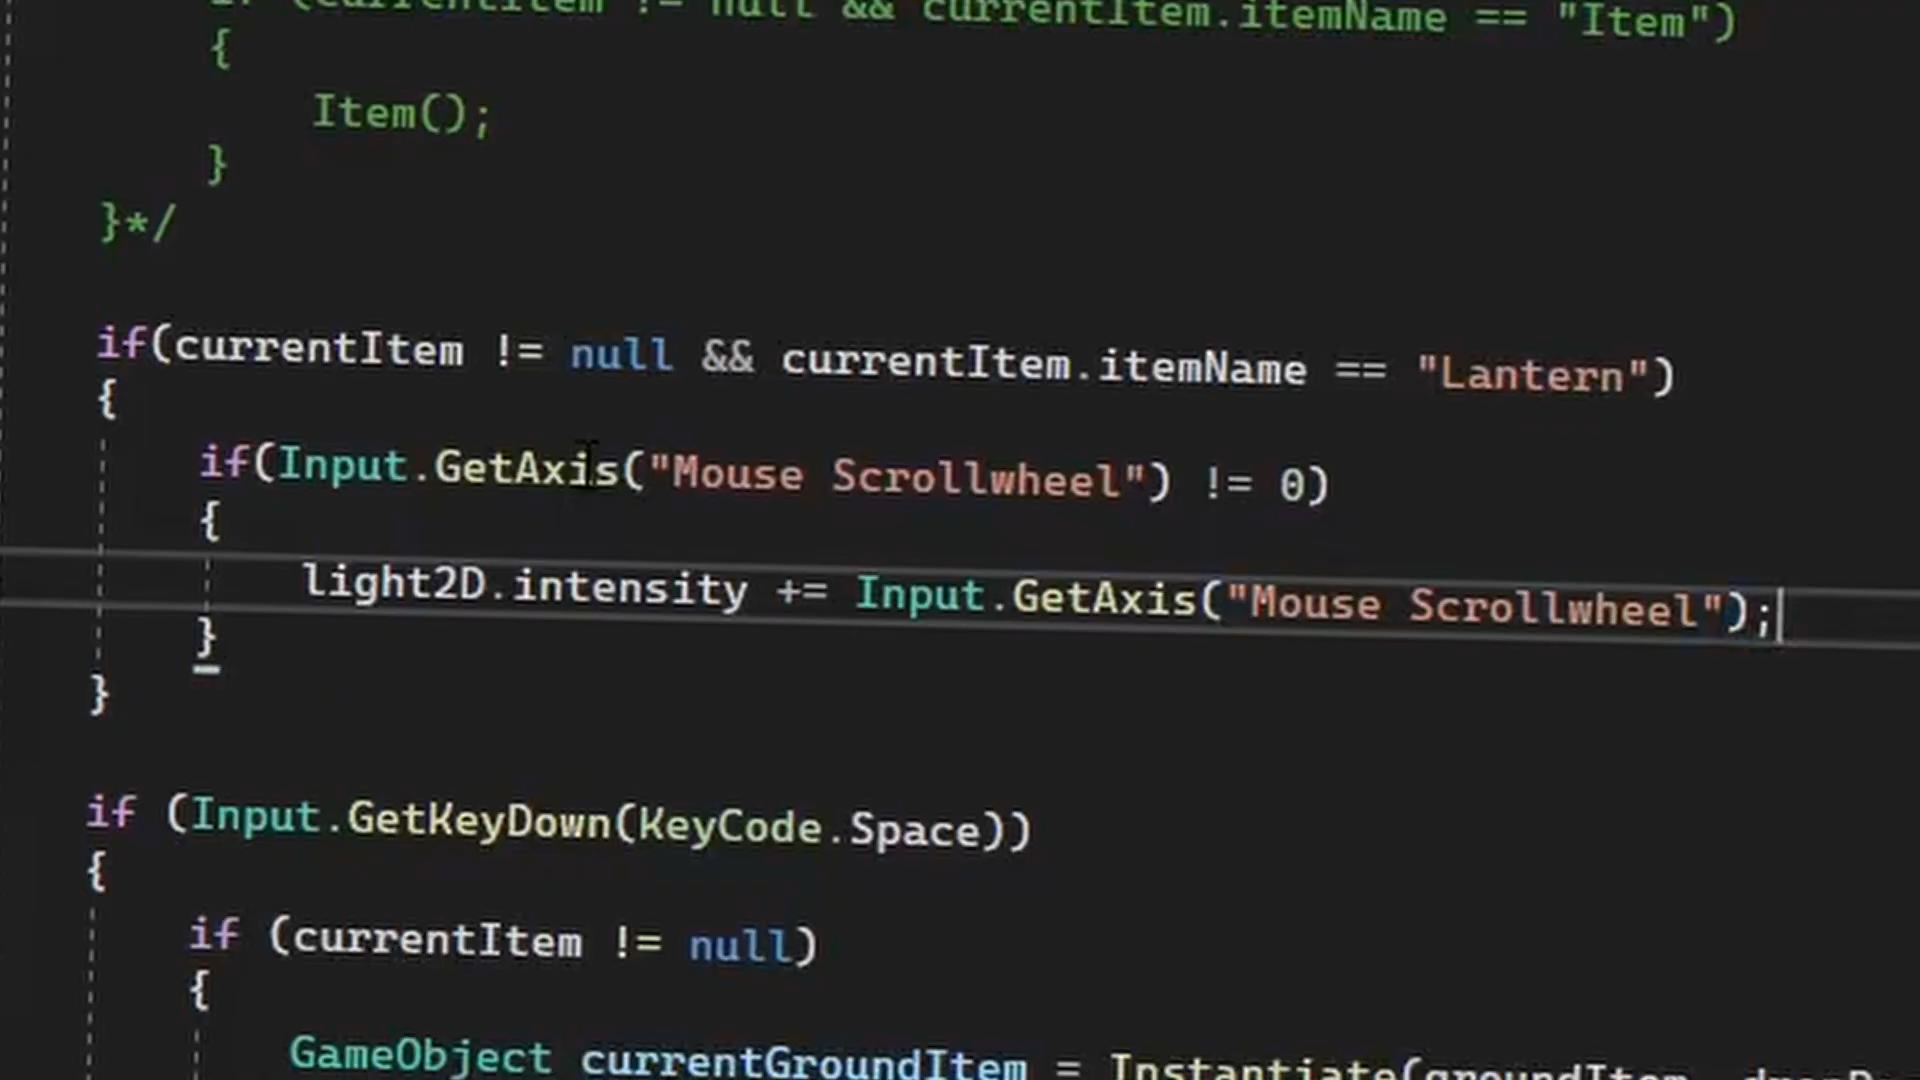 if (currentItem != null && currentItem.itemName == "Item")
{
Item();
}
}*/
if(currentItem != null && currentItem.itemName == "Lantern")
{
if(Input.GetAxis("Mouse Scrollwheel") != 0)
{
light2D.intensity += Input.GetAxis("Mouse Scrollwheel");
}
}
if (Input.GetKeyDown(KeyCode.Space))
{
if (currentItem != null)
{
GameObject currentGroundItem = Instantiate(groundItem,